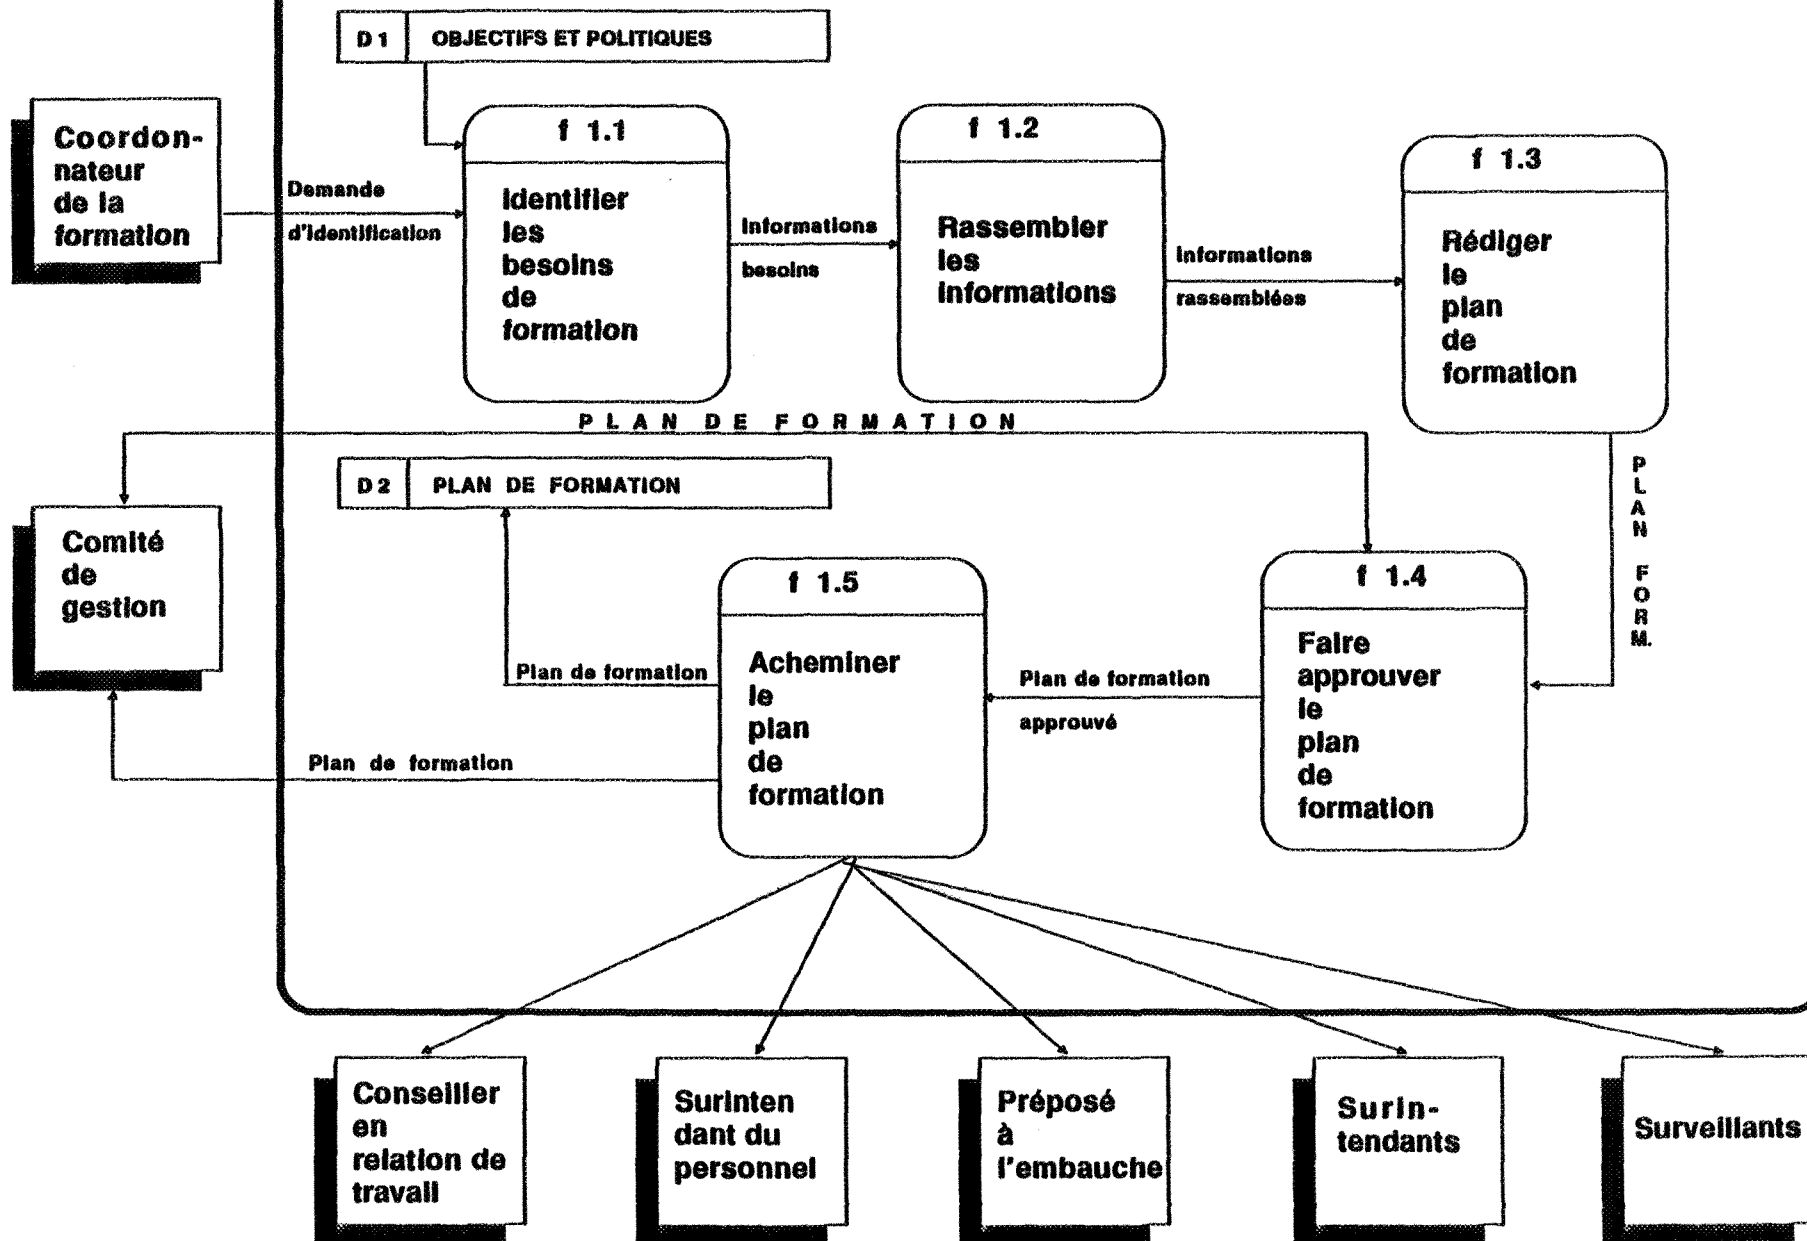 D 1 OBJECTIFS ET POLITIQUES
Coordon-
nateur
de la
formation
Demande
d'identification
f 1.1
Identifier
les
besoins
de
formation
Informations
besoins
f 1.2
Rassembler
les
informations
Informations
rassemblées
f 1.3
Rédiger
le
plan
de
formation
PLAN DE FORMATION
PLAN FORM.
D 2 PLAN DE FORMATION
Comité
de
gestion
f 1.5
Acheminer
le
plan
de
formation
f 1.4
Faire
approuver
le
plan
de
formation
Plan de formation
Plan de formation
approuvé
Plan de formation
Conseiller
en
relation de
travail
Surinten
dant du
personnel
Préposé
à
l'embauche
Surin-
tendants
Surveillants